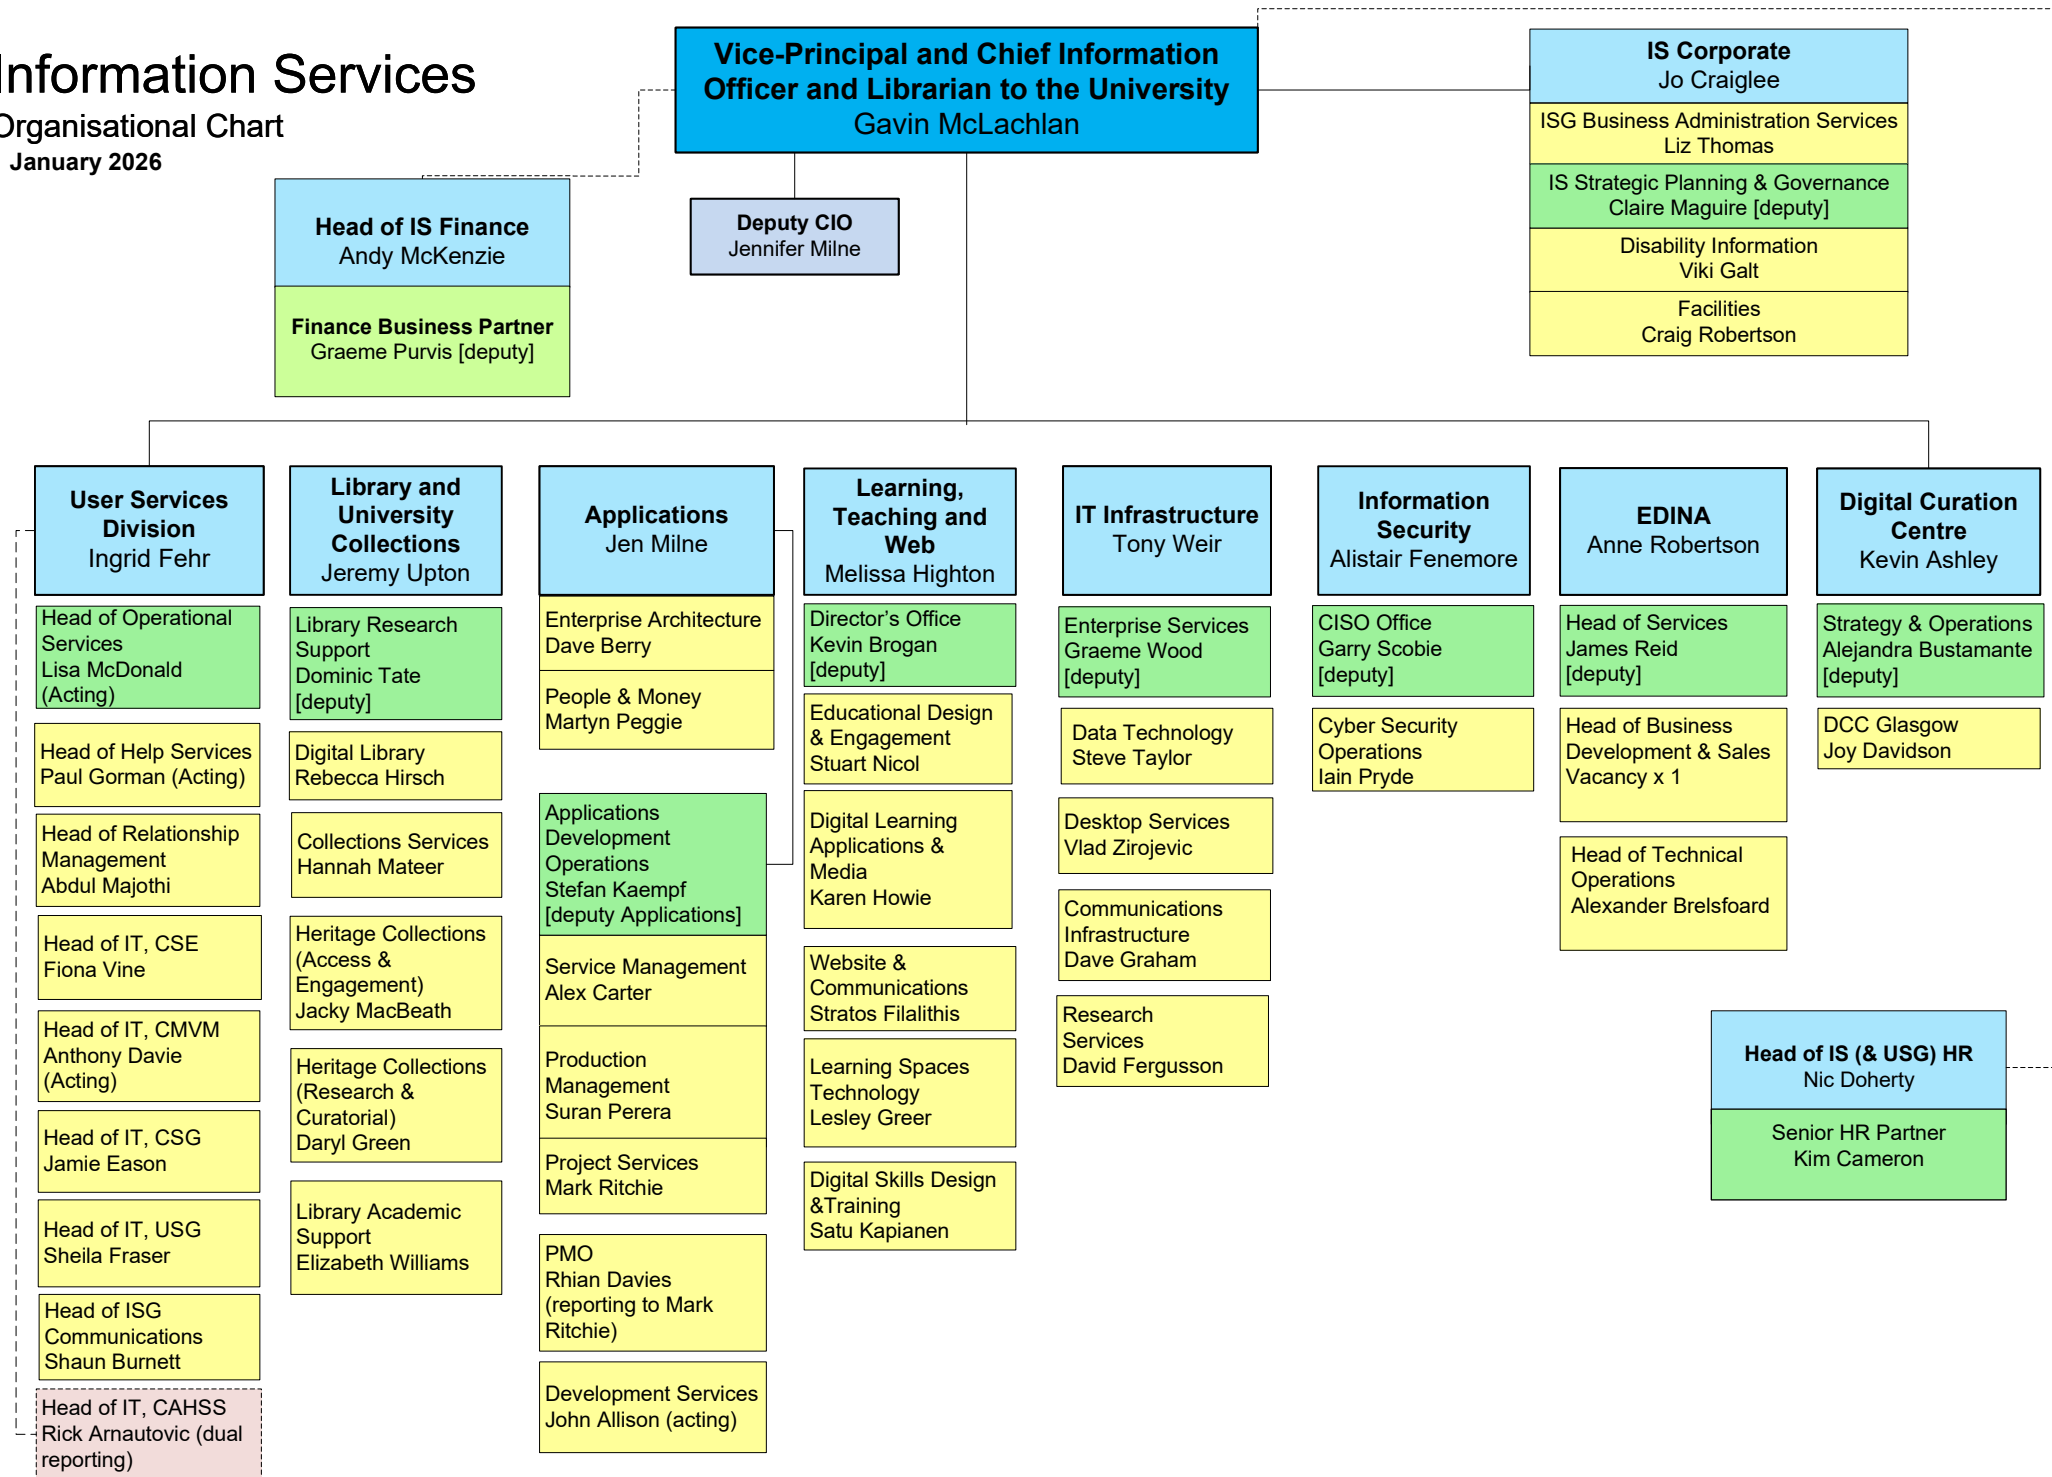 Information Services
Organisational Chart
January 2026
Vice-Principal and Chief Information
Officer and Librarian to the University
Gavin McLachlan
IS Corporate
Jo Craiglee
ISG Business Administration Services
Liz Thomas
IS Strategic Planning & Governance
Claire Maguire [deputy]
Disability Information
Viki Galt
Facilities
Craig Robertson
Head of IS Finance
Andy McKenzie
Finance Business Partner
Graeme Purvis [deputy]
Deputy CIO
Jennifer Milne
User Services
Division
Ingrid Fehr
Head of Operational
Services
Lisa McDonald
(Acting)
Head of Help Services
Paul Gorman (Acting)
Head of Relationship
Management
Abdul Majothi
Head of IT, CSE
Fiona Vine
Head of IT, CMVM
Anthony Davie
(Acting)
Head of IT, CSG
Jamie Eason
Head of IT, USG
Sheila Fraser
Head of ISG
Communications
Shaun Burnett
Head of IT, CAHSS
Rick Arnautovic (dual
reporting)
Library and
University
Collections
Jeremy Upton
Library Research
Support
Dominic Tate
[deputy]
Digital Library
Rebecca Hirsch
Collections Services
Hannah Mateer
Heritage Collections
(Access &
Engagement)
Jacky MacBeath
Heritage Collections
(Research &
Curatorial)
Daryl Green
Library Academic
Support
Elizabeth Williams
Applications
Jen Milne
Enterprise Architecture
Dave Berry
People & Money
Martyn Peggie
Applications
Development
Operations
Stefan Kaempf
[deputy Applications]
Service Management
Alex Carter
Production
Management
Suran Perera
Project Services
Mark Ritchie
PMO
Rhian Davies
(reporting to Mark
Ritchie)
Development Services
John Allison (acting)
Learning,
Teaching and
Web
Melissa Highton
Director’s Office
Kevin Brogan
[deputy]
Educational Design
& Engagement
Stuart Nicol
Digital Learning
Applications &
Media
Karen Howie
Website &
Communications
Stratos Filalithis
Learning Spaces
Technology
Lesley Greer
Digital Skills Design
&Training
Satu Kapianen
IT Infrastructure
Tony Weir
Enterprise Services
Graeme Wood
[deputy]
Data Technology
Steve Taylor
Desktop Services
Vlad Zirojevic
Communications
Infrastructure
Dave Graham
Research
Services
David Fergusson
Information
Security
Alistair Fenemore
CISO Office
Garry Scobie
[deputy]
Cyber Security
Operations
Iain Pryde
EDINA
Anne Robertson
Head of Services
James Reid
[deputy]
Head of Business
Development & Sales
Vacancy x 1
Head of Technical
Operations
Alexander Brelsfoard
Digital Curation
Centre
Kevin Ashley
Strategy & Operations
Alejandra Bustamante
[deputy]
DCC Glasgow
Joy Davidson
Head of IS (& USG) HR
Nic Doherty
Senior HR Partner
Kim Cameron